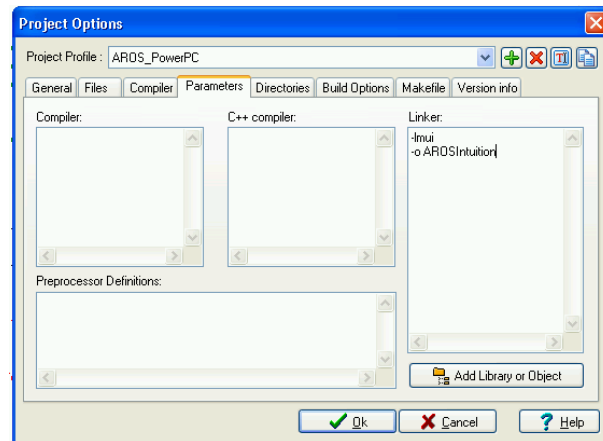 Project Options
Project Profile : AROS_PowerPC
General Files Compiler Parameters Directories Build Options Makefile Version info
Compiler: C++ compiler: Linker:
-lmui
-o AROSIntuition
Preprocessor Definitions:
Add Library or Object
Ok Cancel ? Help